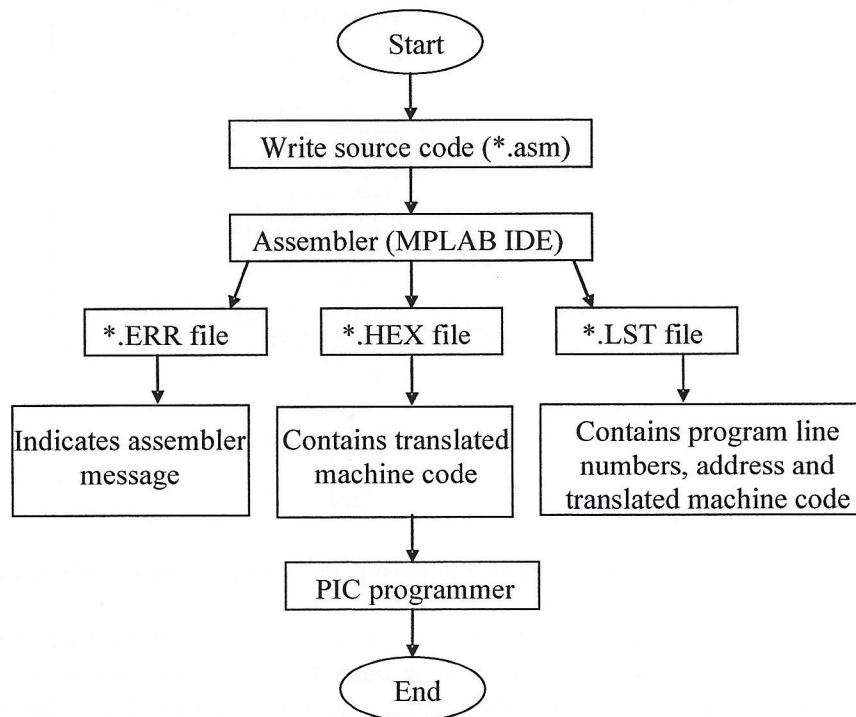 Start
Write source code (*.asm)
Assembler (MPLAB IDE)
*.ERR file
*.HEX file
*.LST file
Indicates assembler
message
Contains translated
machine code
Contains program line
numbers, address and
translated machine code
PIC programmer
End